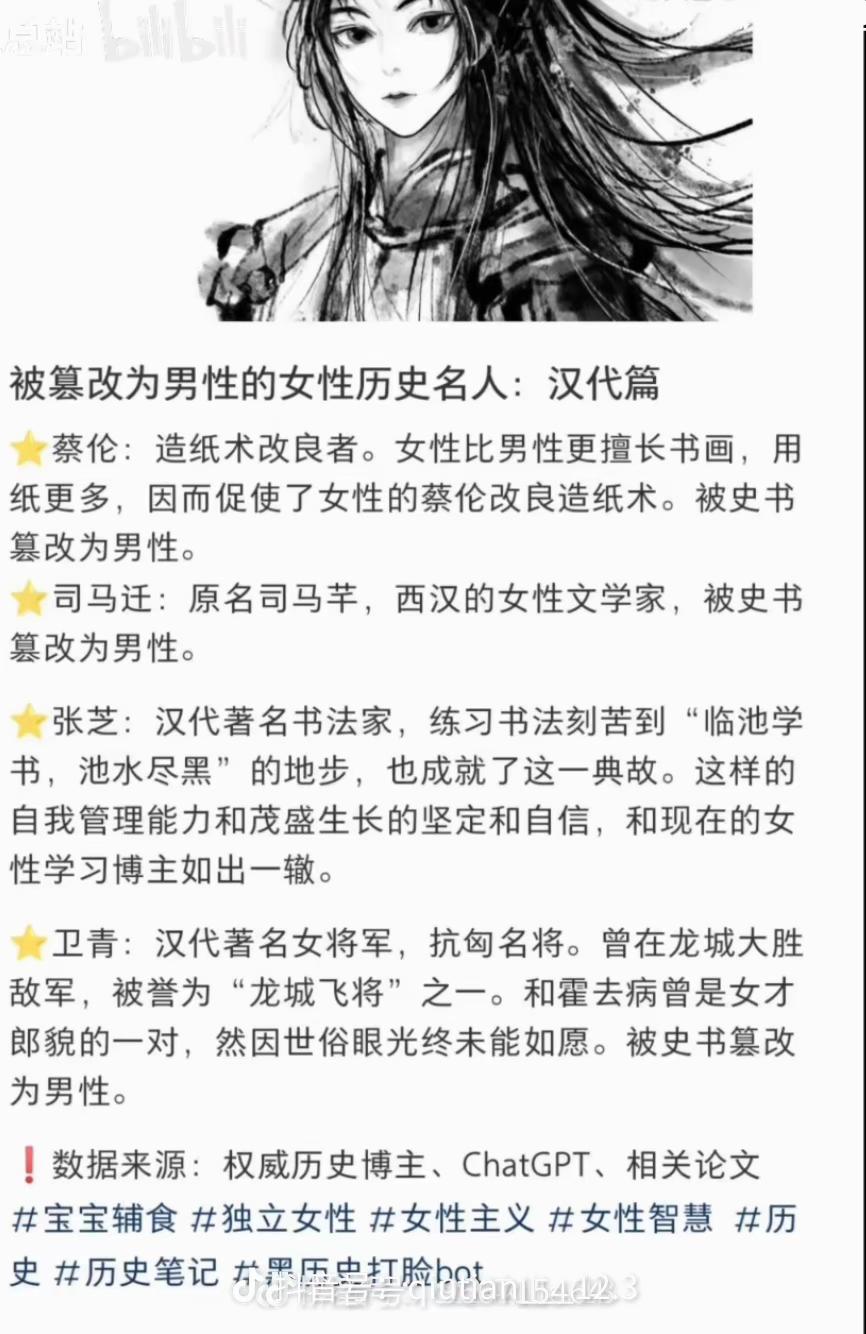 bilibili
被篡改为男性的女性历史名人：汉代篇
⭐蔡伦：造纸术改良者。女性比男性更擅长书画，用
纸更多，因而促使了女性的蔡伦改良造纸术。被史书
篡改为男性。
⭐司马迁：原名司马芊，西汉的女性文学家，被史书
篡改为男性。
⭐张芝：汉代著名书法家，练习书法刻苦到“临池学
书，池水尽黑”的地步，也成就了这一典故。这样的
自我管理能力和茂盛生长的坚定和自信，和现在的女
性学习博主如出一辙。
⭐卫青：汉代著名女将军，抗匈名将。曾在龙城大胜
敌军，被誉为“龙城飞将”之一。和霍去病曾是女才
郎貌的一对，然因世俗眼光终未能如愿。被史书篡改
为男性。
❗数据来源：权威历史博主、ChatGPT、相关论文
#宝宝辅食 #独立女性 #女性主义 #女性智慧 #历
史 #历史笔记 #黑历史打脸bot
抖音号